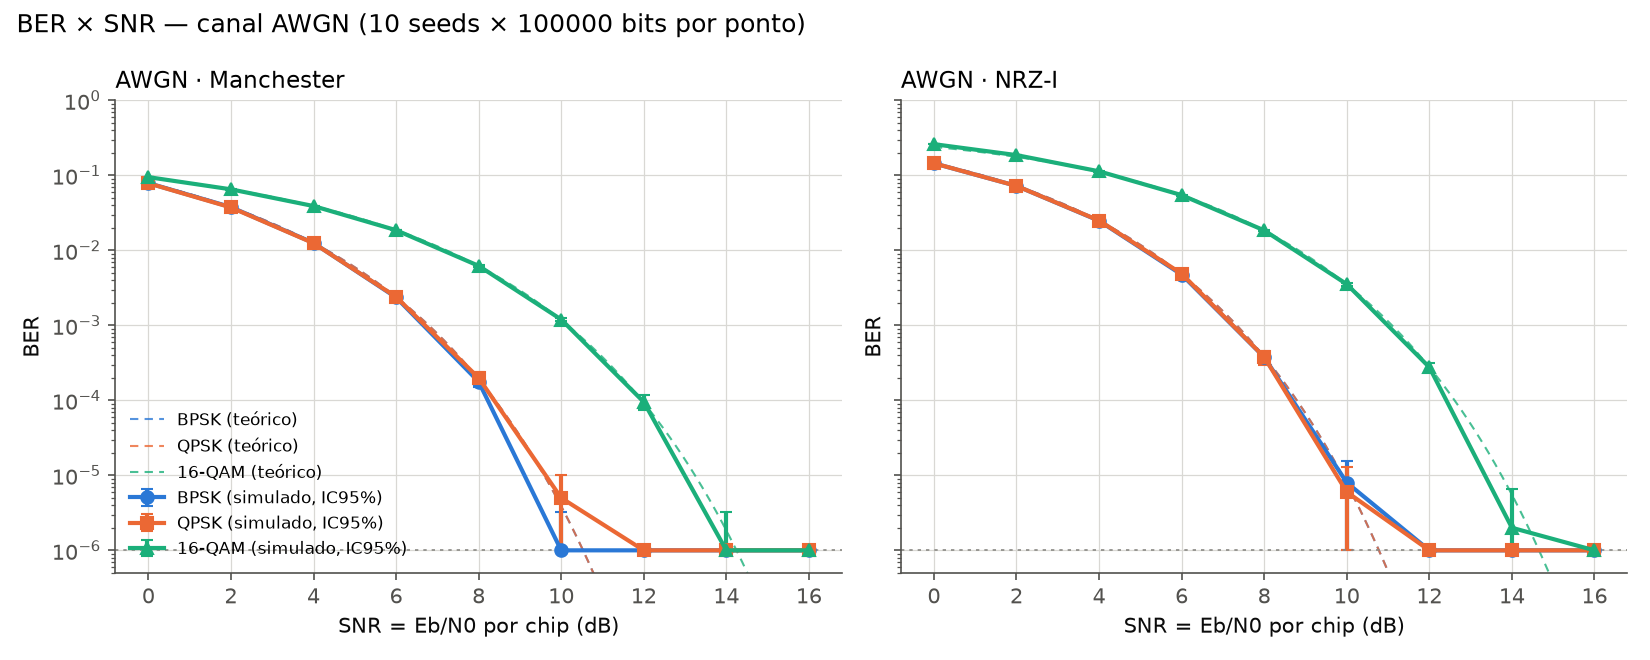 BER × SNR — canal AWGN (10 seeds × 100000 bits por ponto)
AWGN · Manchester
10⁰
10⁻¹
10⁻²
10⁻³
10⁻⁴
10⁻⁵
10⁻⁶
BER
BPSK (teórico)
QPSK (teórico)
16-QAM (teórico)
BPSK (simulado, IC95%)
QPSK (simulado, IC95%)
16-QAM (simulado, IC95%)
0 2 4 6 8 10 12 14 16
SNR = Eb/N0 por chip (dB)
AWGN · NRZ-I
BER
0 2 4 6 8 10 12 14 16
SNR = Eb/N0 por chip (dB)